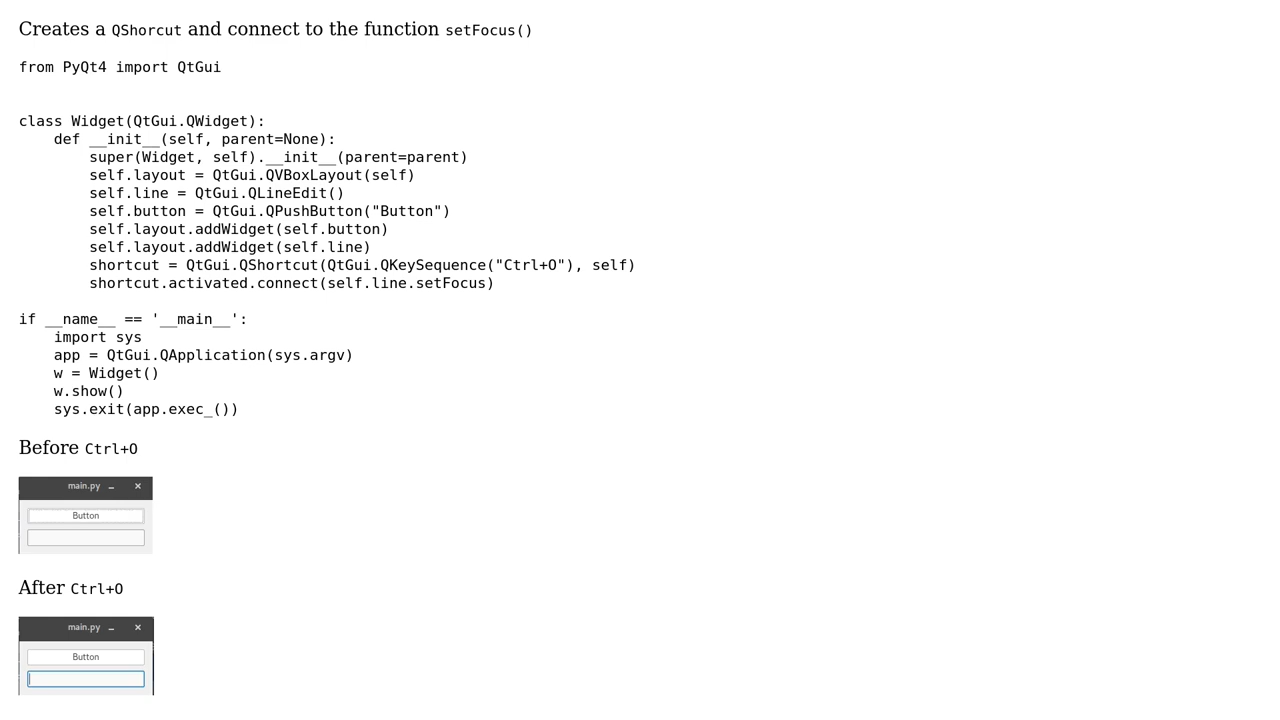 Creates a QShorcut and connect to the function setFocus()
from PyQt4 import QtGui
class Widget(QtGui.QWidget):
    def __init__(self, parent=None):
        super(Widget, self).__init__(parent=parent)
        self.layout = QtGui.QVBoxLayout(self)
        self.line = QtGui.QLineEdit()
        self.button = QtGui.QPushButton("Button")
        self.layout.addWidget(self.button)
        self.layout.addWidget(self.line)
        shortcut = QtGui.QShortcut(QtGui.QKeySequence("Ctrl+O"), self)
        shortcut.activated.connect(self.line.setFocus)
if __name__ == '__main__':
    import sys
    app = QtGui.QApplication(sys.argv)
    w = Widget()
    w.show()
    sys.exit(app.exec_())
Before Ctrl+O
main.py
Button
After Ctrl+O
main.py
Button